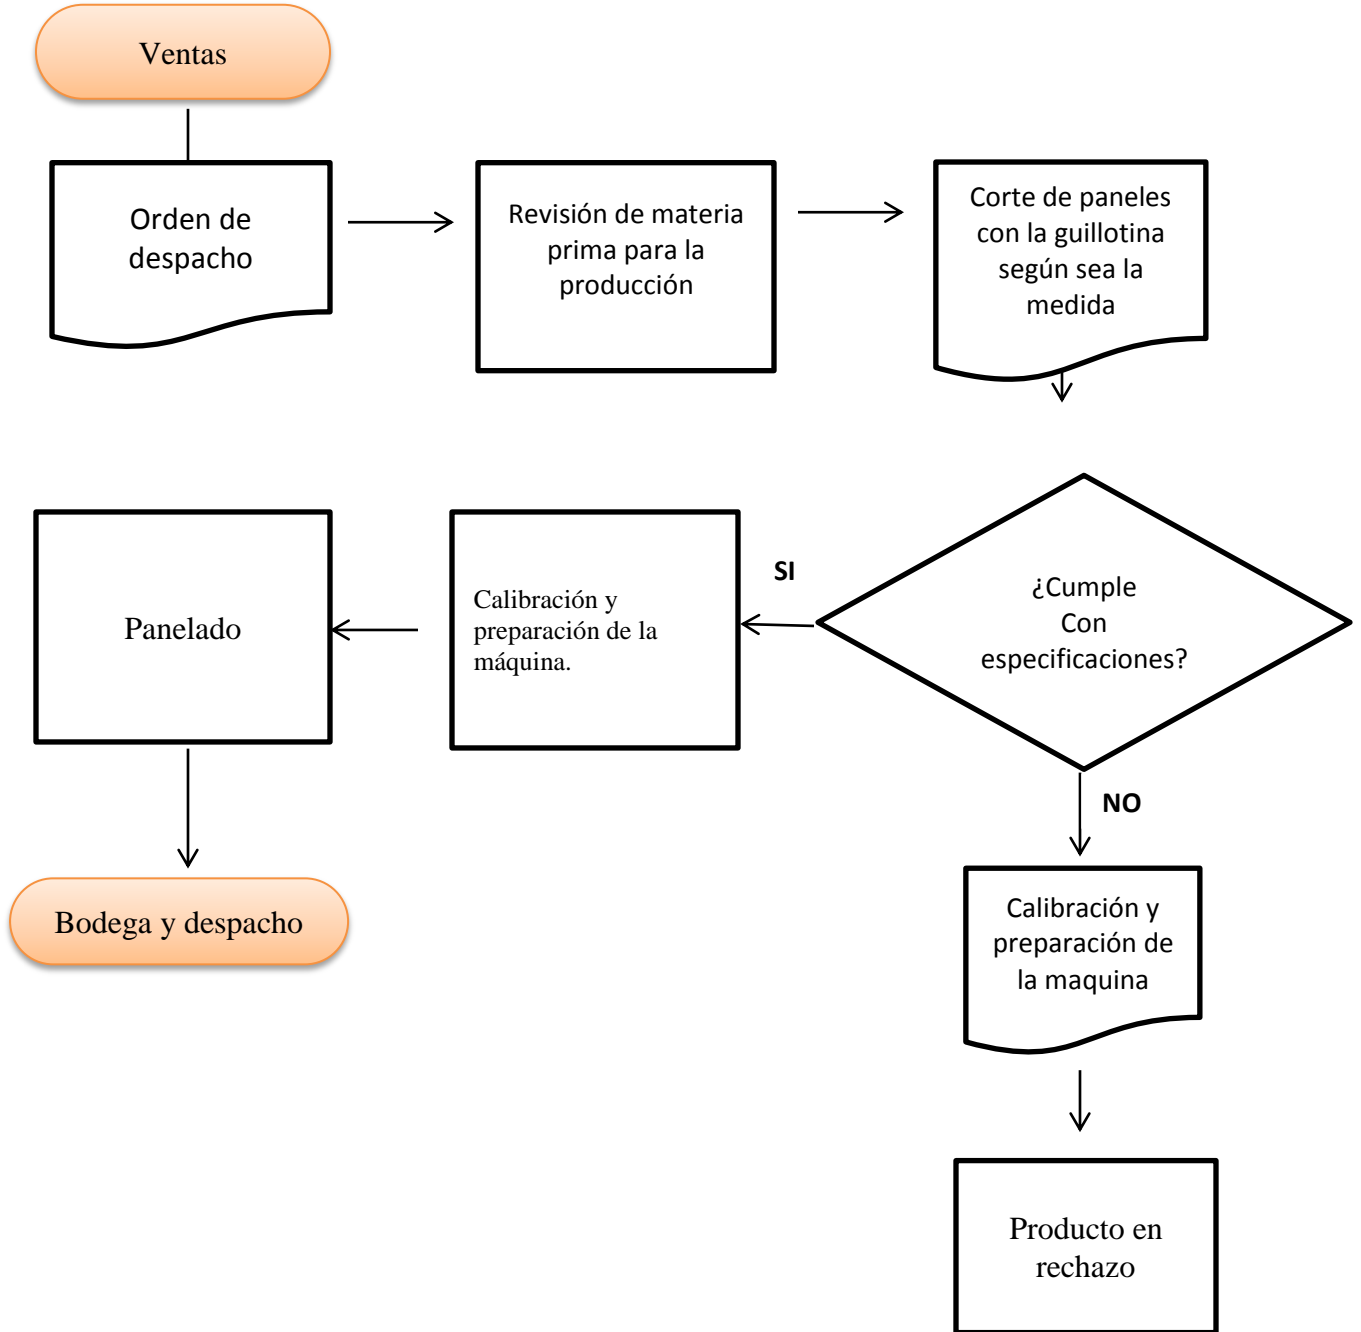 Ventas
Orden de
despacho
Revisión de materia
prima para la
producción
Corte de paneles
con la guillotina
según sea la
medida
Panelado
Calibración y
preparación de la
máquina.
SI
¿Cumple
Con
especificaciones?
NO
Bodega y despacho
Calibración y
preparación de
la maquina
Producto en
rechazo